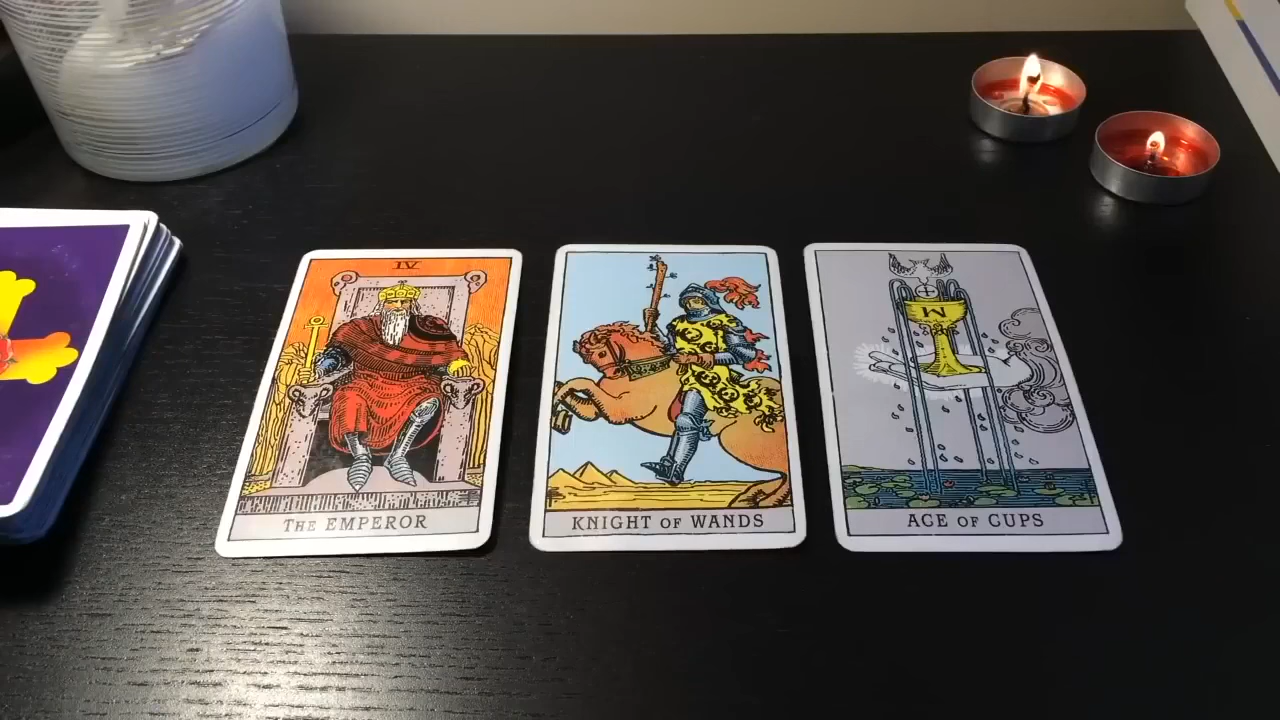 IV
THE EMPEROR
KNIGHT OF WANDS
M
ACE OF CUPS